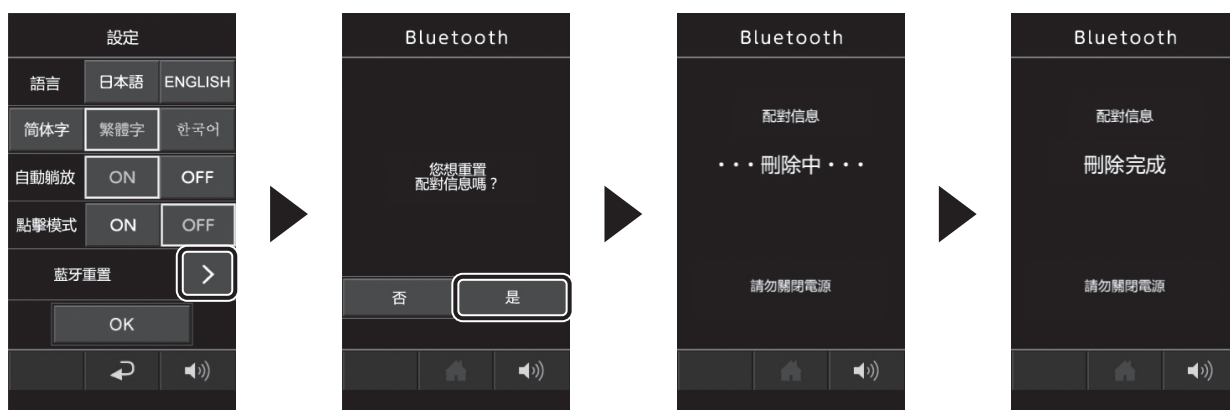 設定
語言 日本語 ENGLISH
简体字 繁體字 한국어
自動躺放 ON OFF
點擊模式 ON OFF
藍牙重置
OK
Bluetooth
您想重置
配對信息嗎？
否 是
Bluetooth
配對信息
・・・刪除中・・・
請勿關閉電源
Bluetooth
配對信息
刪除完成
請勿關閉電源